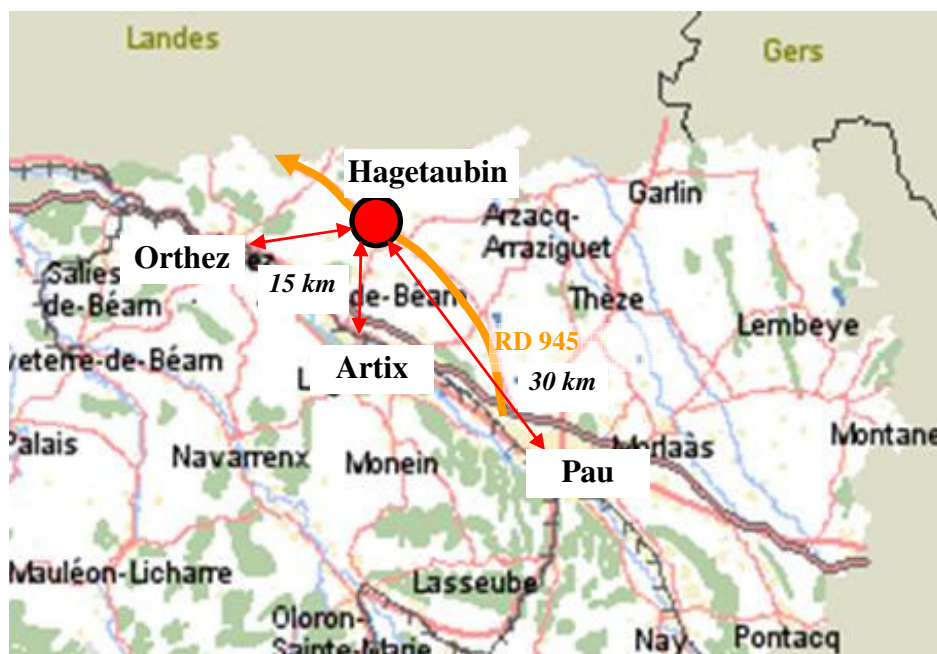 Landes
Gers
Hagetaubin
Garlin
Arzacq-
Arraziguet
Orthez
Salies
de-Béarn
15 km
de-Béarn
Thèze
Lembeye
RD 945
veterre-de-Béarn
Artix
30 km
Palais
Navarrenx
Monein
Morlaàs
Montane
Pau
Mauléon-Licharre
Lasseube
Oloron-
Sainte-Marie
Nay
Pontacq